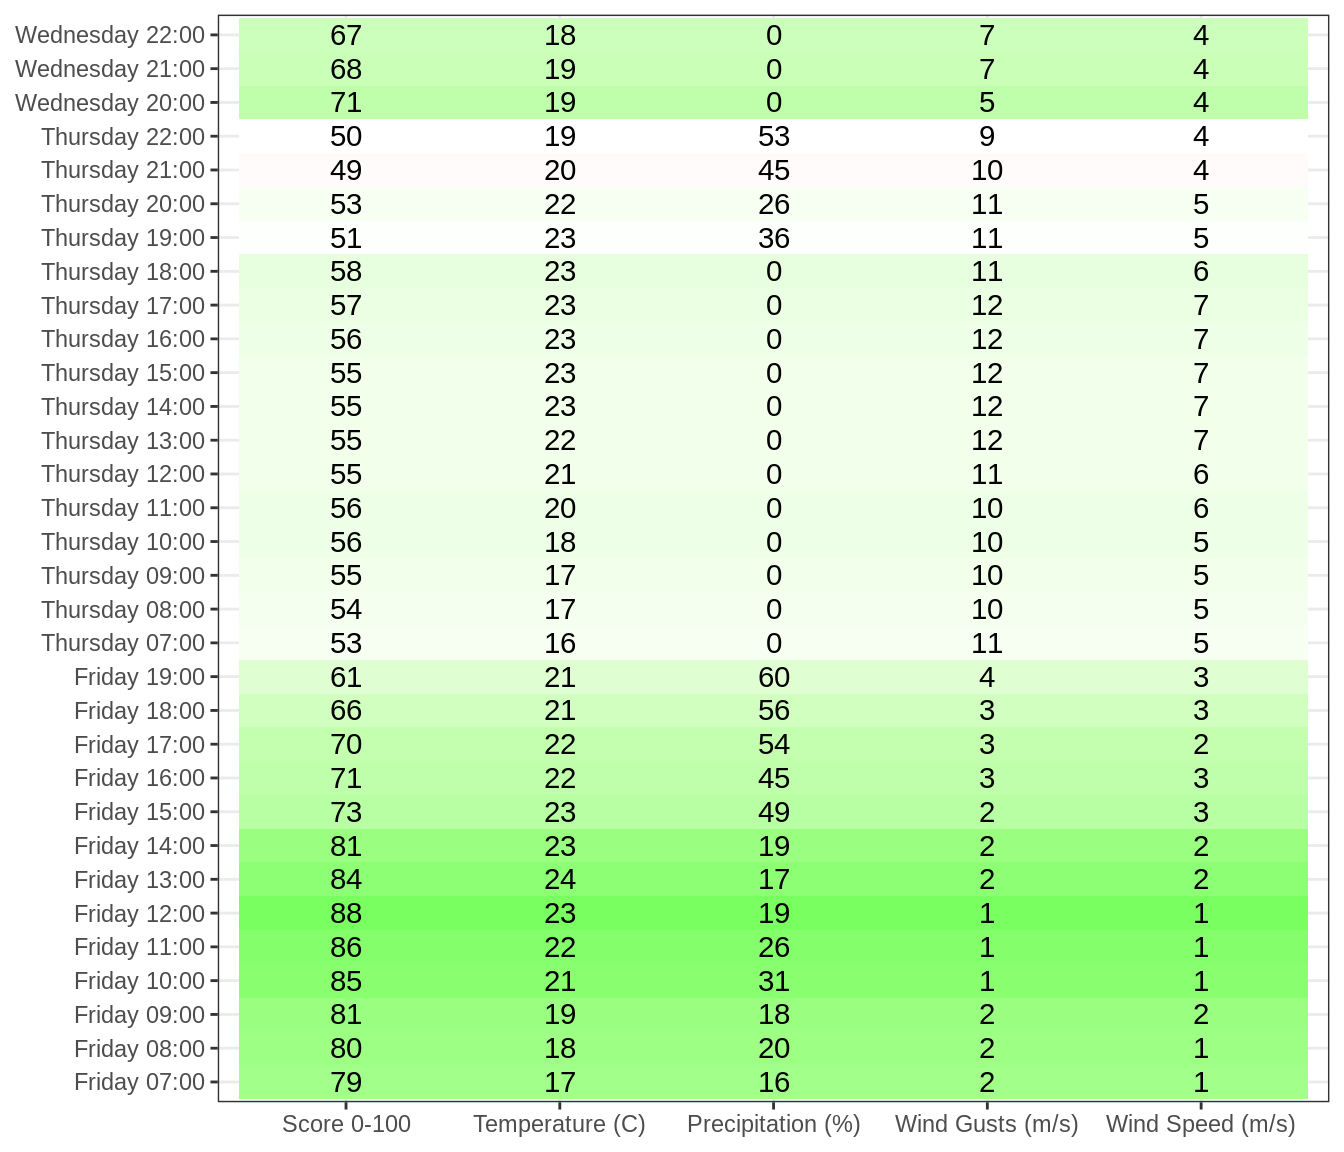 Wednesday 22:00 67 18 0 7 4
Wednesday 21:00 68 19 0 7 4
Wednesday 20:00 71 19 0 5 4
Thursday 22:00 50 19 53 9 4
Thursday 21:00 49 20 45 10 4
Thursday 20:00 53 22 26 11 5
Thursday 19:00 51 23 36 11 5
Thursday 18:00 58 23 0 11 6
Thursday 17:00 57 23 0 12 7
Thursday 16:00 56 23 0 12 7
Thursday 15:00 55 23 0 12 7
Thursday 14:00 55 23 0 12 7
Thursday 13:00 55 22 0 12 7
Thursday 12:00 55 21 0 11 6
Thursday 11:00 56 20 0 10 6
Thursday 10:00 56 18 0 10 5
Thursday 09:00 55 17 0 10 5
Thursday 08:00 54 17 0 10 5
Thursday 07:00 53 16 0 11 5
Friday 19:00 61 21 60 4 3
Friday 18:00 66 21 56 3 3
Friday 17:00 70 22 54 3 2
Friday 16:00 71 22 45 3 3
Friday 15:00 73 23 49 2 3
Friday 14:00 81 23 19 2 2
Friday 13:00 84 24 17 2 2
Friday 12:00 88 23 19 1 1
Friday 11:00 86 22 26 1 1
Friday 10:00 85 21 31 1 1
Friday 09:00 81 19 18 2 2
Friday 08:00 80 18 20 2 1
Friday 07:00 79 17 16 2 1
Score 0-100 Temperature (C) Precipitation (%) Wind Gusts (m/s) Wind Speed (m/s)